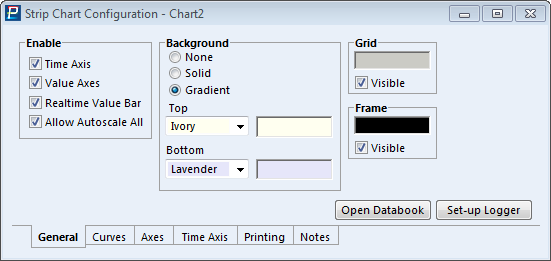 Strip Chart Configuration - Chart2
Enable
Time Axis
Value Axes
Realtime Value Bar
Allow Autoscale All
Background
None
Solid
Gradient
Top
Ivory
Bottom
Lavender
Grid
Visible
Frame
Visible
Open Databook
Set-up Logger
General
Curves
Axes
Time Axis
Printing
Notes